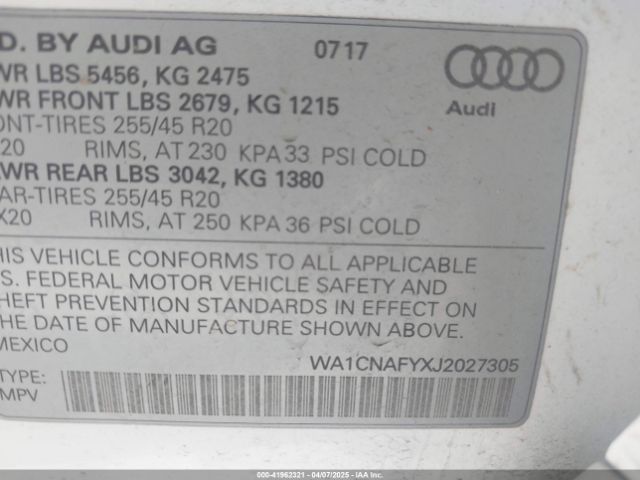 D. BY AUDI AG 0717
WR LBS 5456, KG 2475
WR FRONT LBS 2679, KG 1215
ONT-TIRES 255/45 R20
20 RIMS, AT 230 KPA 33 PSI COLD
WR REAR LBS 3042, KG 1380
AR-TIRES 255/45 R20
X20 RIMS, AT 250 KPA 36 PSI COLD
Audi
HIS VEHICLE CONFORMS TO ALL APPLICABLE
.S. FEDERAL MOTOR VEHICLE SAFETY AND
HEFT PREVENTION STANDARDS IN EFFECT ON
HE DATE OF MANUFACTURE SHOWN ABOVE.
MEXICO
WA1CNAFYXJ2027305
TYPE:
MPV
000-41962321 - 04/07/2025 - IAA Inc.